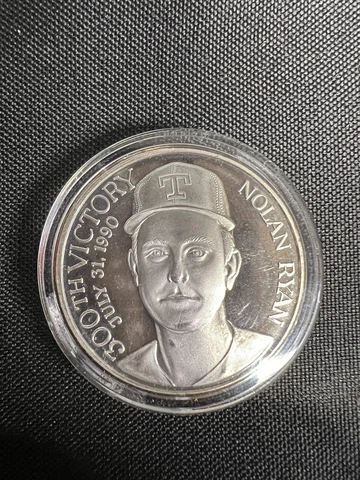 300TH VICTORY
JULY 31, 1990
T
NOLAN RYAN